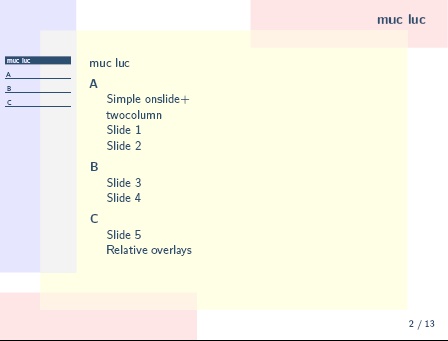 muc luc
muc luc
A
B
C
muc luc
A
Simple onslide+
twocolumn
Slide 1
Slide 2
B
Slide 3
Slide 4
C
Slide 5
Relative overlays
2 / 13